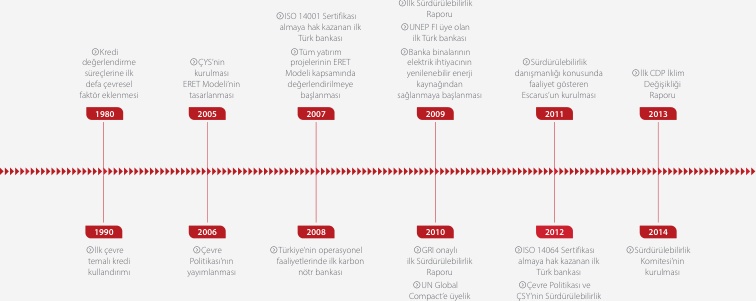 İlk Sürdürülebilirlik
Raporu
ISO 14001 Sertifikası
almaya hak kazanan ilk
Türk bankası
UNEP FI üye olan
ilk Türk bankası
Kredi
değerlendirme
süreçlerine ilk
defa çevresel
faktör eklenmesi
ÇYS'nin
kurulması
ERET Modeli'nin
tasarlanması
Tüm yatırım
projelerinin ERET
Modeli kapsamında
değerlendirilmeye
başlanması
Banka binalarının
elektrik ihtiyacının
yenilenebilir enerji
kaynağından
sağlanmaya başlanması
Sürdürülebilirlik
danışmanlığı konusunda
faaliyet gösteren
Escarus'un kurulması
İlk CDP İklim
Değişikliği
Raporu
1980
2005
2007
2009
2011
2013
1990
2006
2008
2010
2012
2014
İlk çevre
temalı kredi
kullandırımı
Çevre
Politikası'nın
yayımlanması
Türkiye'nin operasyonel
faaliyetlerinde ilk karbon
nötr bankası
GRI onaylı
ilk Sürdürülebilirlik
Raporu
UN Global
Compact'e üyelik
ISO 14064 Sertifikası
almaya hak kazanan ilk
Türk bankası
Çevre Politikası ve
ÇSY'nin Sürdürülebilirlik
Sürdürülebilirlik
Komitesi'nin
kurulması